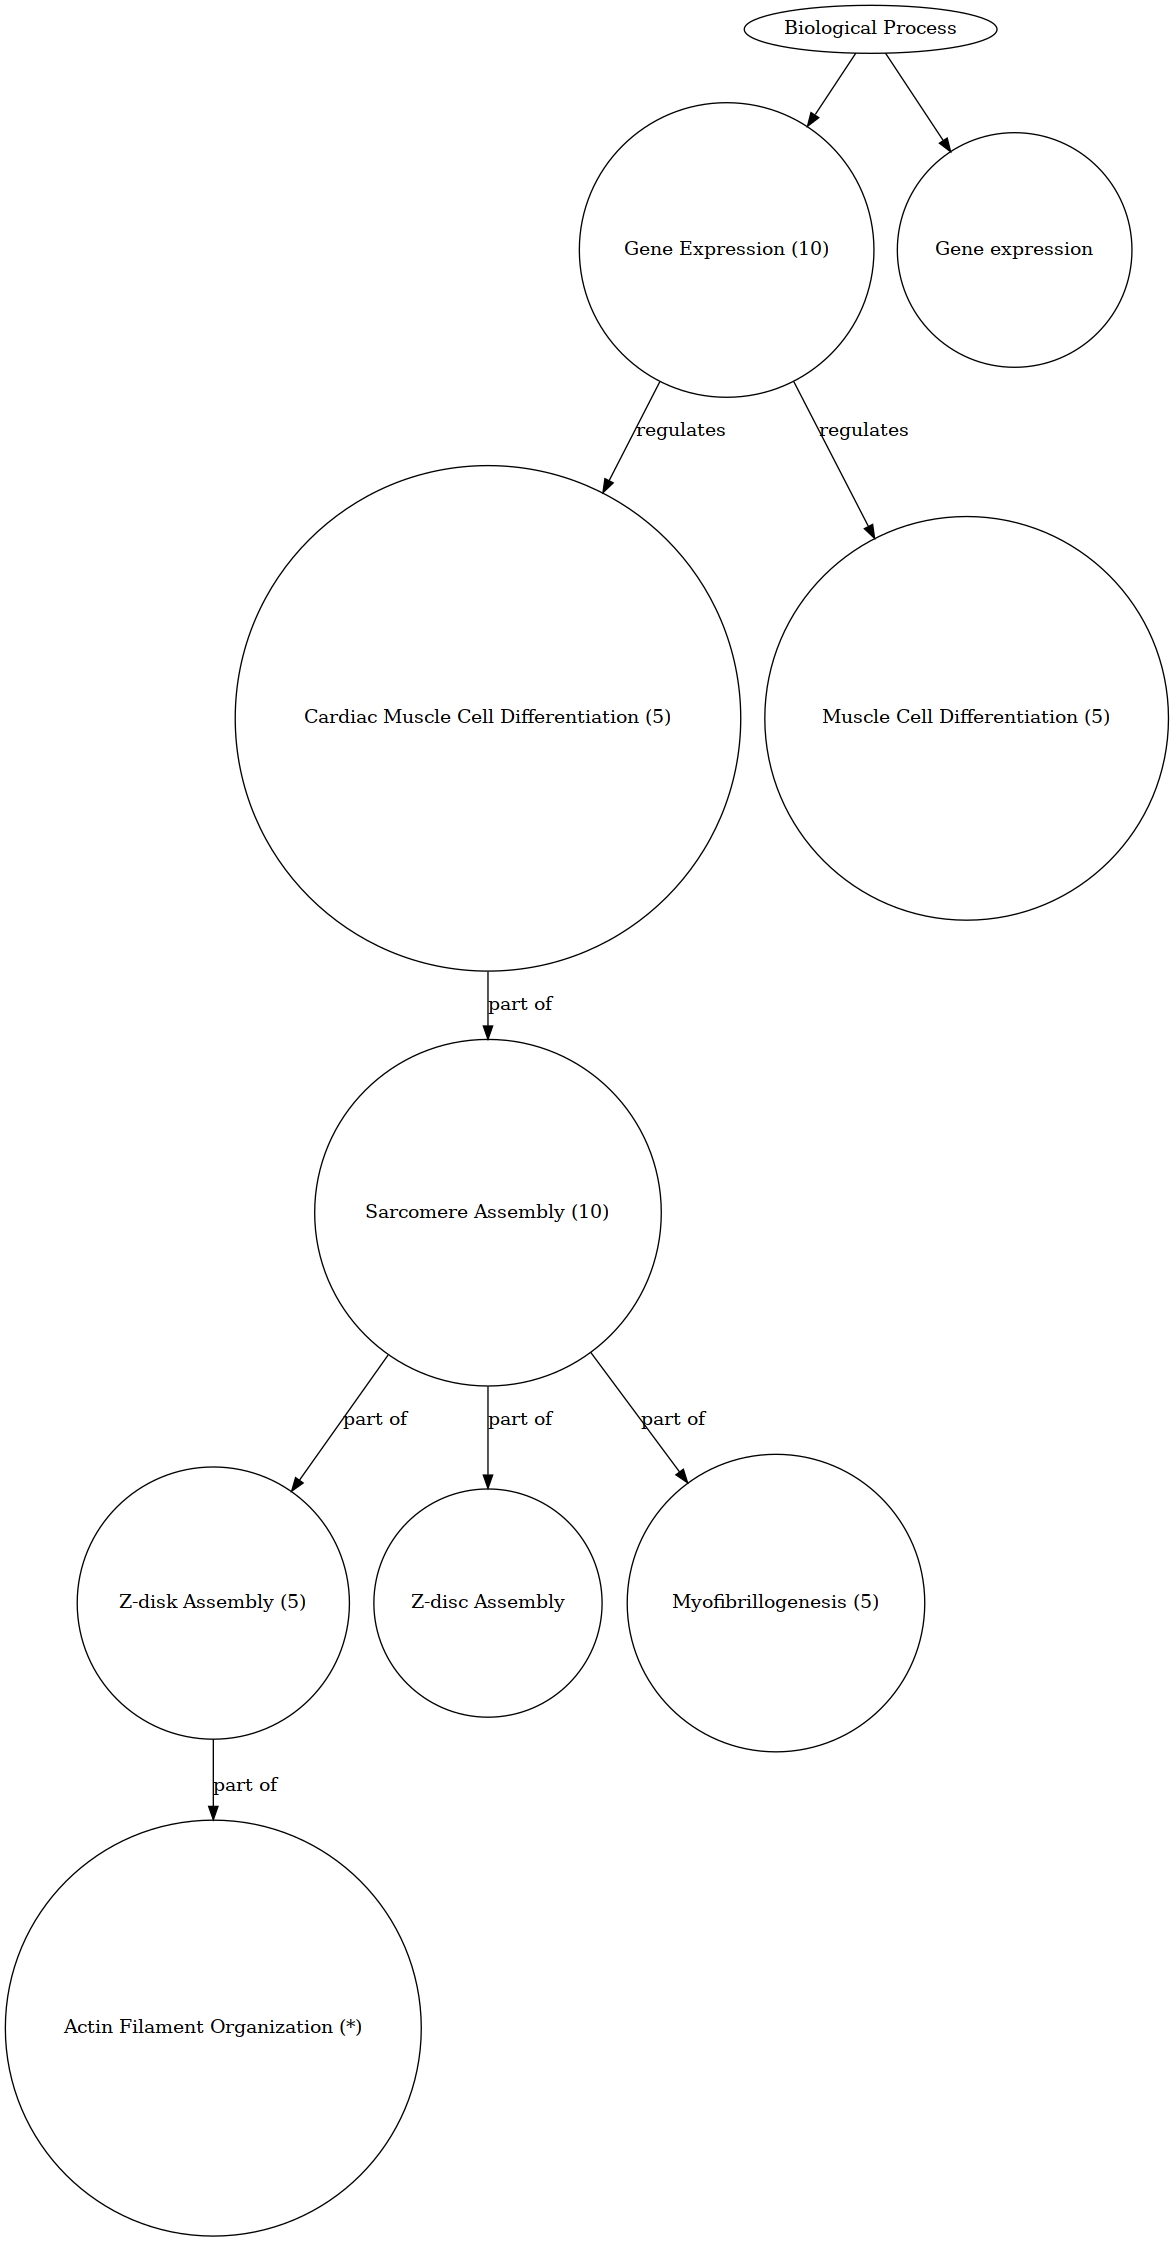 Biological Process
Gene Expression (10)
Gene expression
regulates
regulates
Cardiac Muscle Cell Differentiation (5)
Muscle Cell Differentiation (5)
part of
Sarcomere Assembly (10)
part of
part of
part of
Z-disk Assembly (5)
Z-disc Assembly
Myofibrillogenesis (5)
part of
Actin Filament Organization (*)